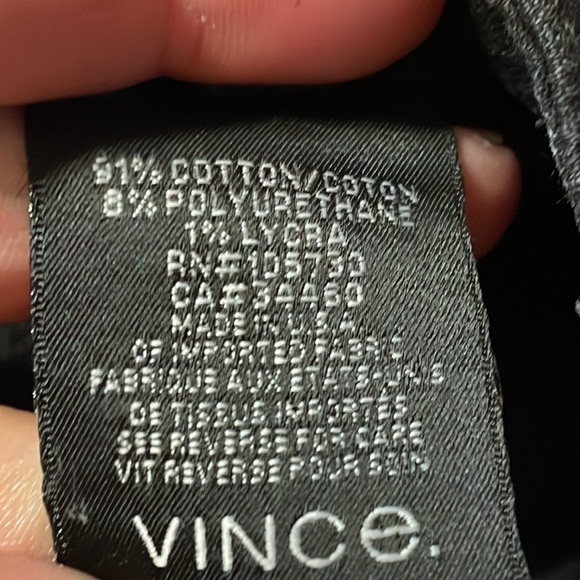 91% COTTON/COTON
8% POLYURETHANE
1% LYCRA
RN#105730
CA#34460
MADE IN U.S.A.
OF IMPORTED FABRIC
FABRIQUE AUX ETATS-UNIS
DE TISSUS IMPORTES
SEE REVERSE FOR CARE
VIT REVERSE POUR SOIN
VINCE.